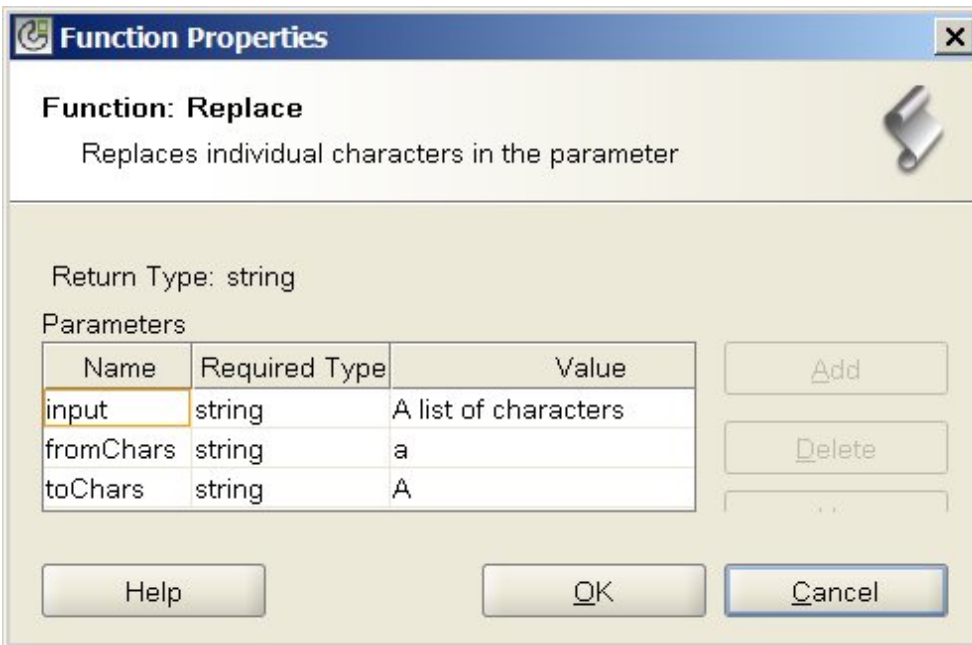 Function Properties
Function: Replace
Replaces individual characters in the parameter
Return Type: string
Parameters
Name Required Type Value
input string A list of characters
fromChars string a
toChars string A
Add
Delete
Help OK Cancel